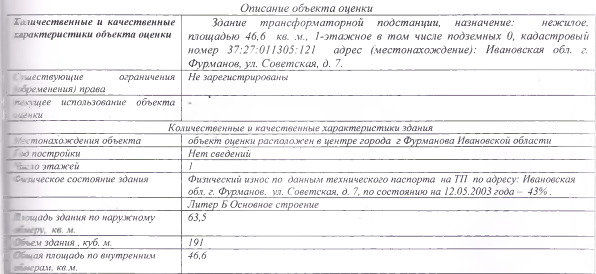 Описание объекта оценки
Количественные и качественные характеристики объекта оценки
Здание трансформаторной подстанции, назначение: нежилое.
площадью 46,6 кв. м., 1-этажное в том числе подземных 0, кадастровый
номер 37:27:011305:121 адрес (местонахождение): Ивановская обл. г.
Фурманов, ул. Советская, д. 7.
Существующие ограничения
(обременения) права
Не зарегистрированы
текущее использование объекта
оценки
-
Количественные и качественные характеристики здания
Местонахождения объекта
объект оценки расположен в центре города г Фурманова Ивановской области
Год постройки
Нет сведений
Число этажей
1
Физическое состояние здания
Физический износ по данным технического паспорта на ТП по адресу: Ивановская
обл. г. Фурманов. ул. Советская, д. 7, по состоянию на 12.05.2003 года – 43% .
Литер Б Основное строение
Площадь здания по наружному
обмеру, кв. м.
63,5
Объем здания , куб. м.
191
Общая площадь по внутренним
обмерам, кв.м.
46,6